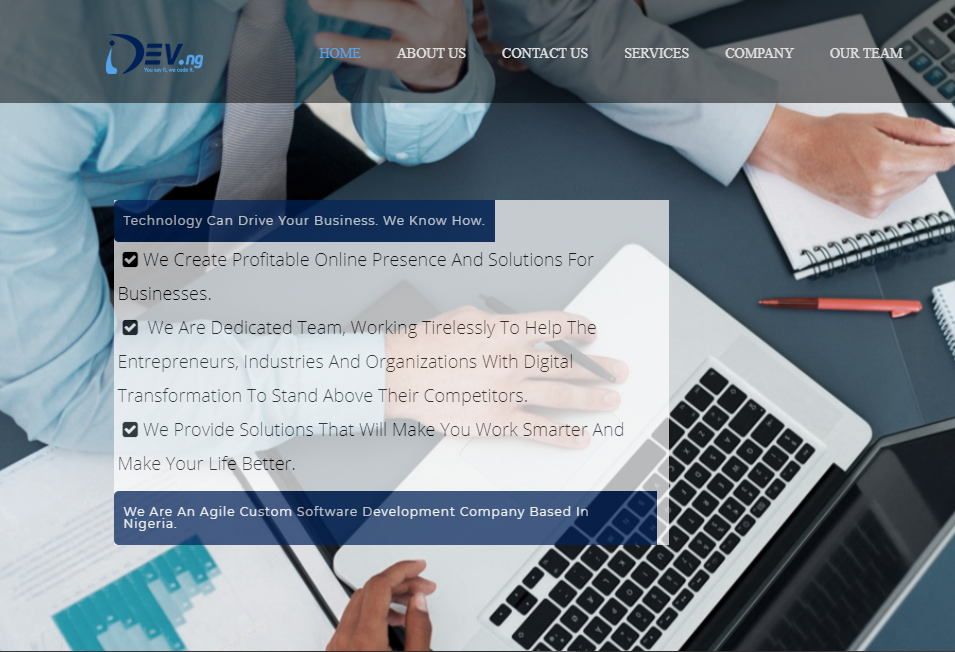 iDEV.ng
You say it, we code it.
HOME ABOUT US CONTACT US SERVICES COMPANY OUR TEAM
Technology Can Drive Your Business. We Know How.
We Create Profitable Online Presence And Solutions For
Businesses.
We Are Dedicated Team, Working Tirelessly To Help The
Entrepreneurs, Industries And Organizations With Digital
Transformation To Stand Above Their Competitors.
We Provide Solutions That Will Make You Work Smarter And
Make Your Life Better.
We Are An Agile Custom Software Development Company Based In
Nigeria.